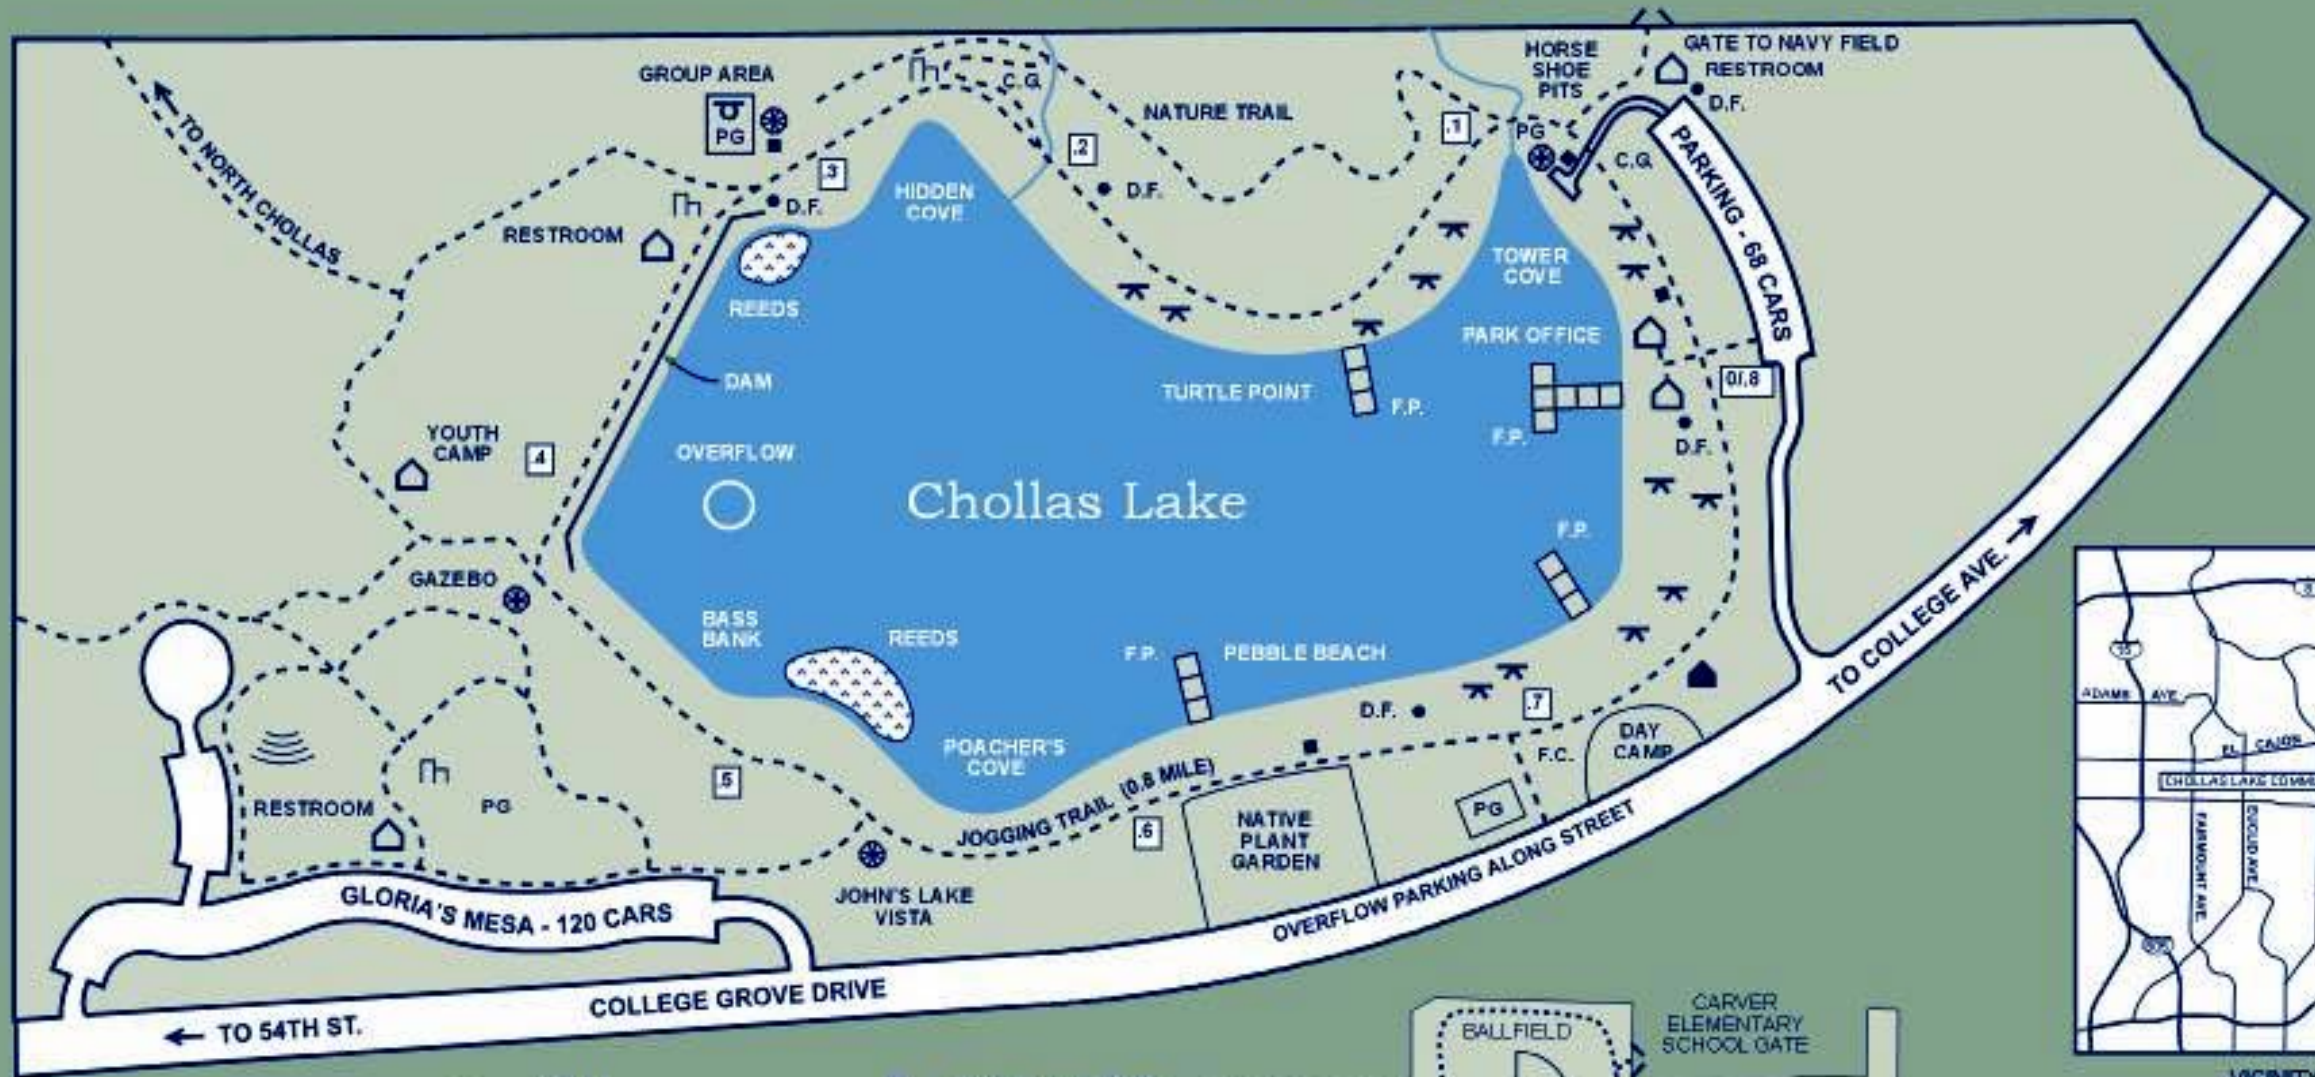 GROUP AREA
PG
C.G.
NATURE TRAIL
HORSE
SHOE
PITS
GATE TO NAVY FIELD
RESTROOM
D.F.
TO NORTH CHOLLAS
.3
.2
.1
PG
C.G.
PARKING - 68 CARS
D.F.
D.F.
HIDDEN
COVE
RESTROOM
REEDS
TOWER
COVE
PARK OFFICE
DAM
TURTLE POINT
F.P.
F.P.
0/.8
D.F.
YOUTH
CAMP
.4
OVERFLOW
Chollas Lake
F.P.
GAZEBO
BASS
BANK
REEDS
F.P.
PEBBLE BEACH
TO COLLEGE AVE.
D.F.
.7
POACHER'S
COVE
DAY
CAMP
F.C.
.5
JOGGING TRAIL (0.8 MILE)
RESTROOM
PG
PG
.6
NATIVE
PLANT
GARDEN
OVERFLOW PARKING ALONG STREET
GLORIA'S MESA - 120 CARS
JOHN'S LAKE
VISTA
COLLEGE GROVE DRIVE
TO 54TH ST.
BALLFIELD
CARVER
ELEMENTARY
SCHOOL GATE
8
15
ADAMS AVE.
EL CAJON
CHOLLAS LAKE COMM
FAIRMOUNT AVE.
EUCLID AVE.
805